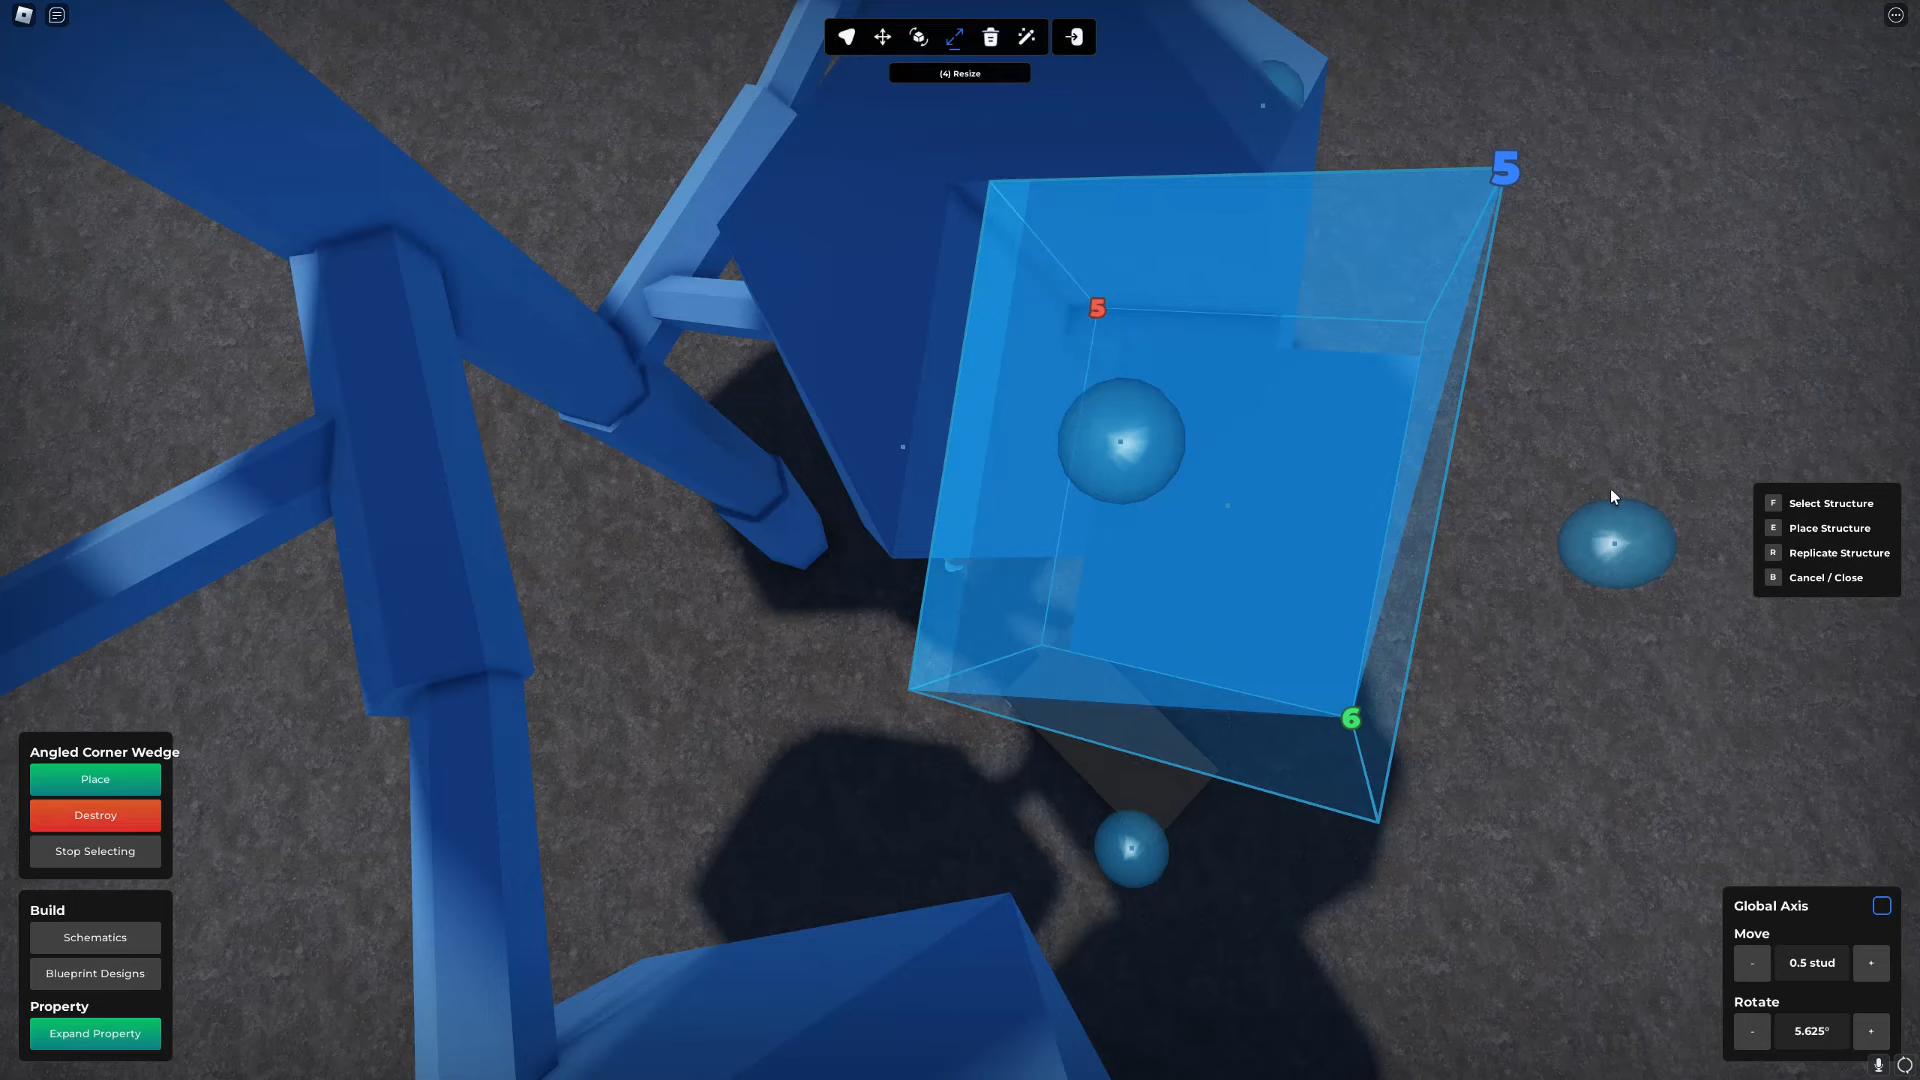 (4) Resize
5
5
6
F Select Structure
E Place Structure
R Replicate Structure
B Cancel / Close
Angled Corner Wedge
Place
Destroy
Stop Selecting
Build
Schematics
Blueprint Designs
Property
Expand Property
Global Axis
Move
- 0.5 stud +
Rotate
- 5.625° +